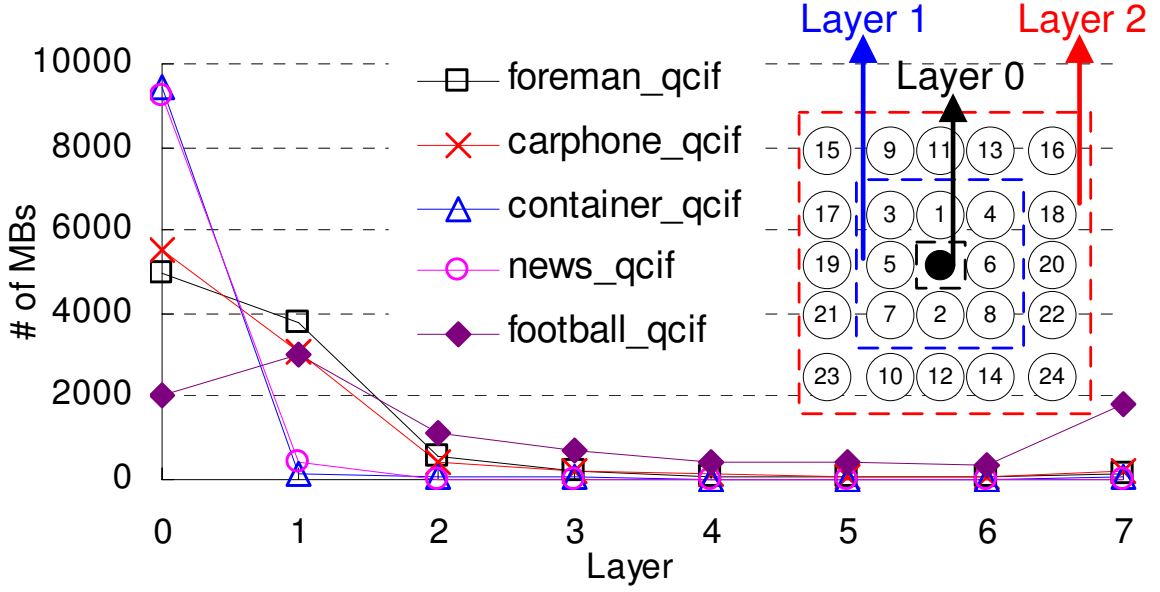 Layer 1
Layer 2
Layer 0
10000
8000
6000
4000
2000
0
# of MBs
foreman_qcif
carphone_qcif
container_qcif
news_qcif
football_qcif
15 9 11 13 16
17 3 1 4 18
19 5 6 20
21 7 2 8 22
23 10 12 14 24
0 1 2 3 4 5 6 7
Layer